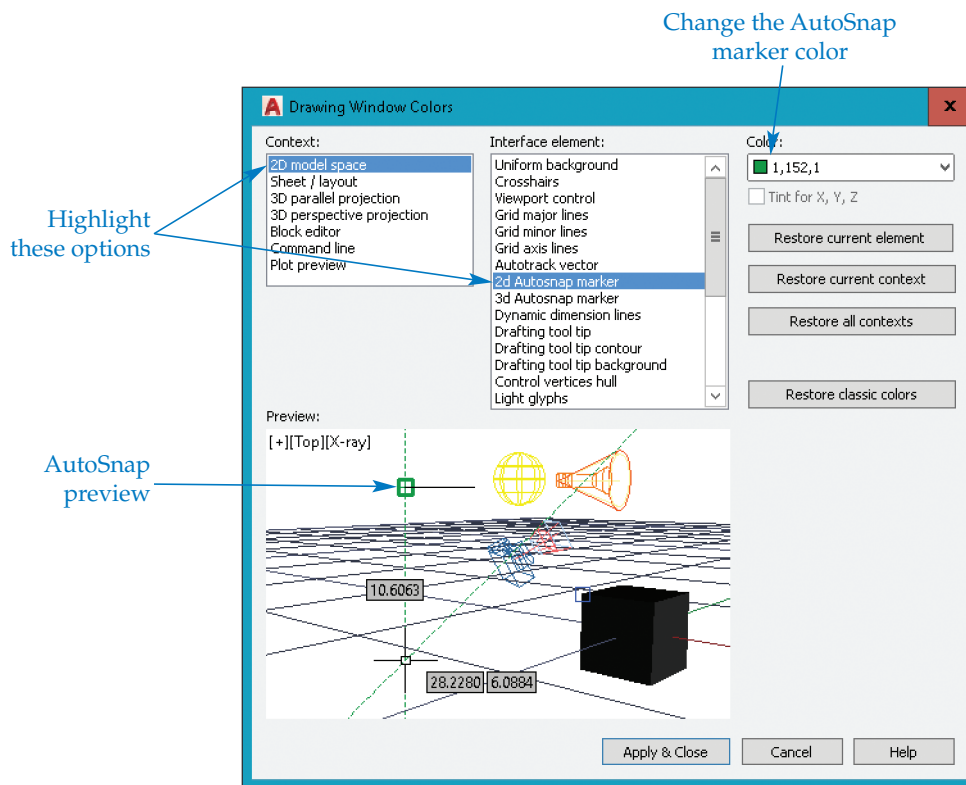 Change the AutoSnap
marker color
Drawing Window Colors
x
Context:
2D model space
Sheet / layout
3D parallel projection
3D perspective projection
Block editor
Command line
Plot preview
Interface element:
Uniform background
Crosshairs
Viewport control
Grid major lines
Grid minor lines
Grid axis lines
Autotrack vector
2d Autosnap marker
3d Autosnap marker
Dynamic dimension lines
Drafting tool tip
Drafting tool tip contour
Drafting tool tip background
Control vertices hull
Light glyphs
Color:
1,152,1
Tint for X, Y, Z
Restore current element
Restore current context
Restore all contexts
Restore classic colors
Highlight
these options
Preview:
[+][Top][X-ray]
AutoSnap
preview
10.6063
28.2280 6.0884
Apply & Close
Cancel
Help